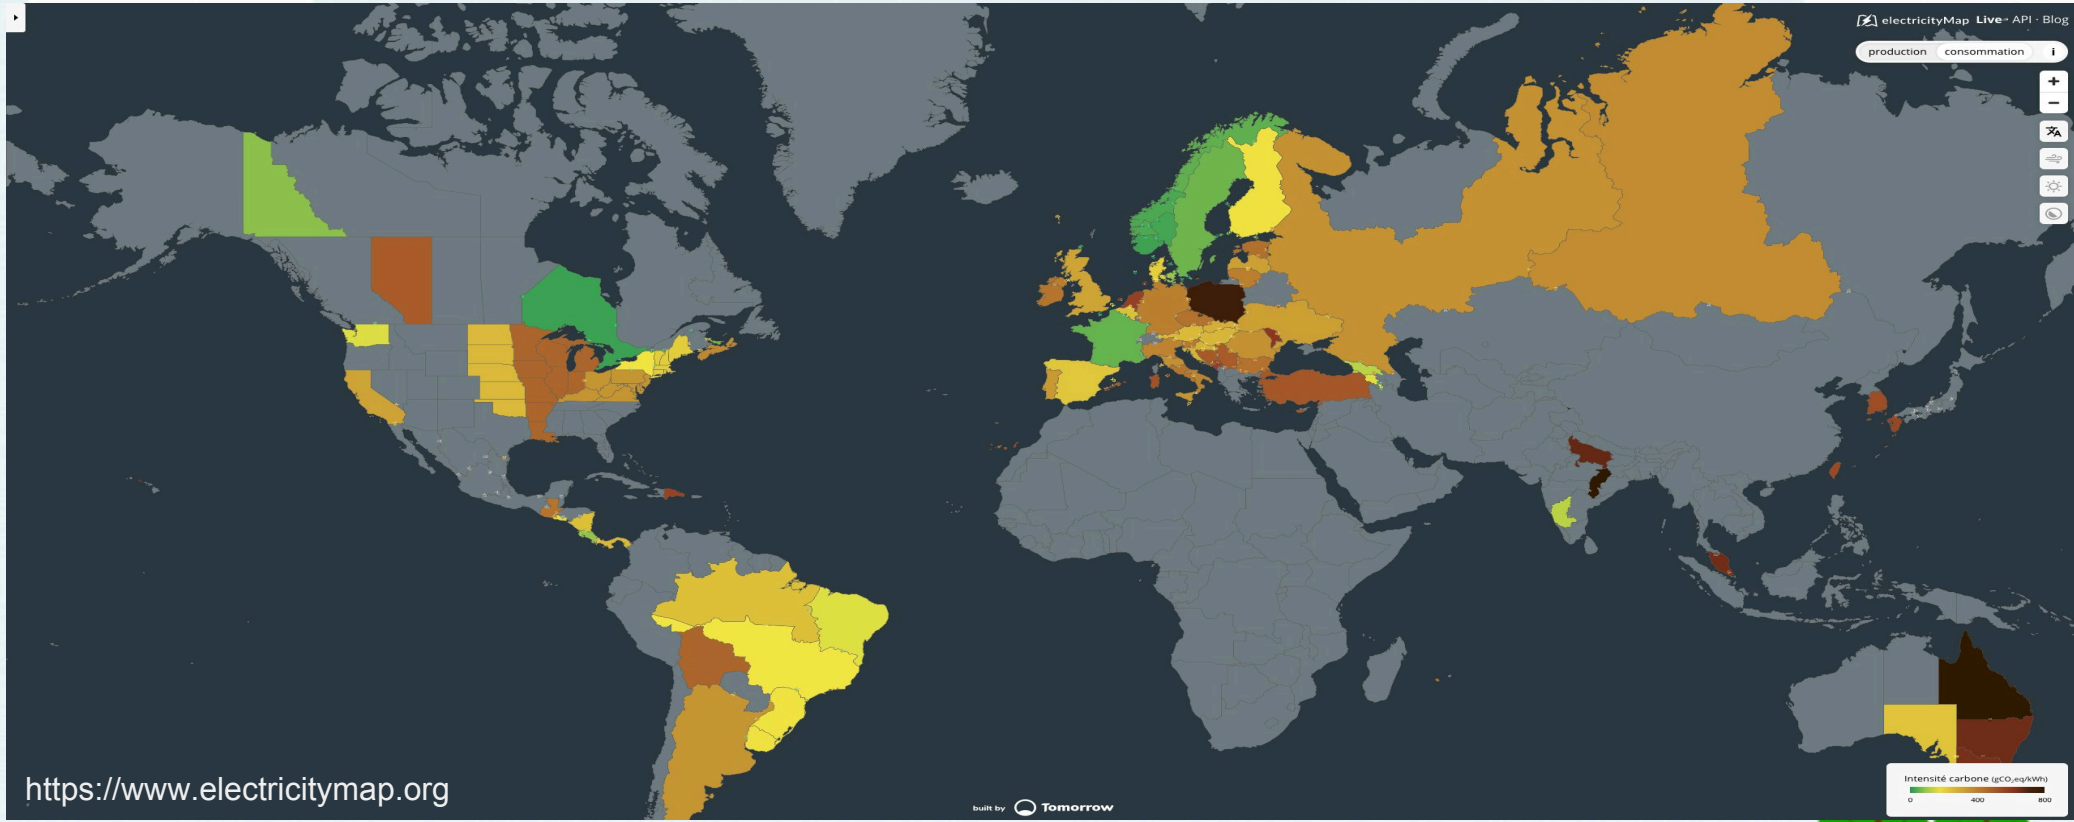 electricityMap Live API · Blog
production consommation i
https://www.electricitymap.org
built by Tomorrow
Intensité carbone (gCO₂eq/kWh)
0 400 800